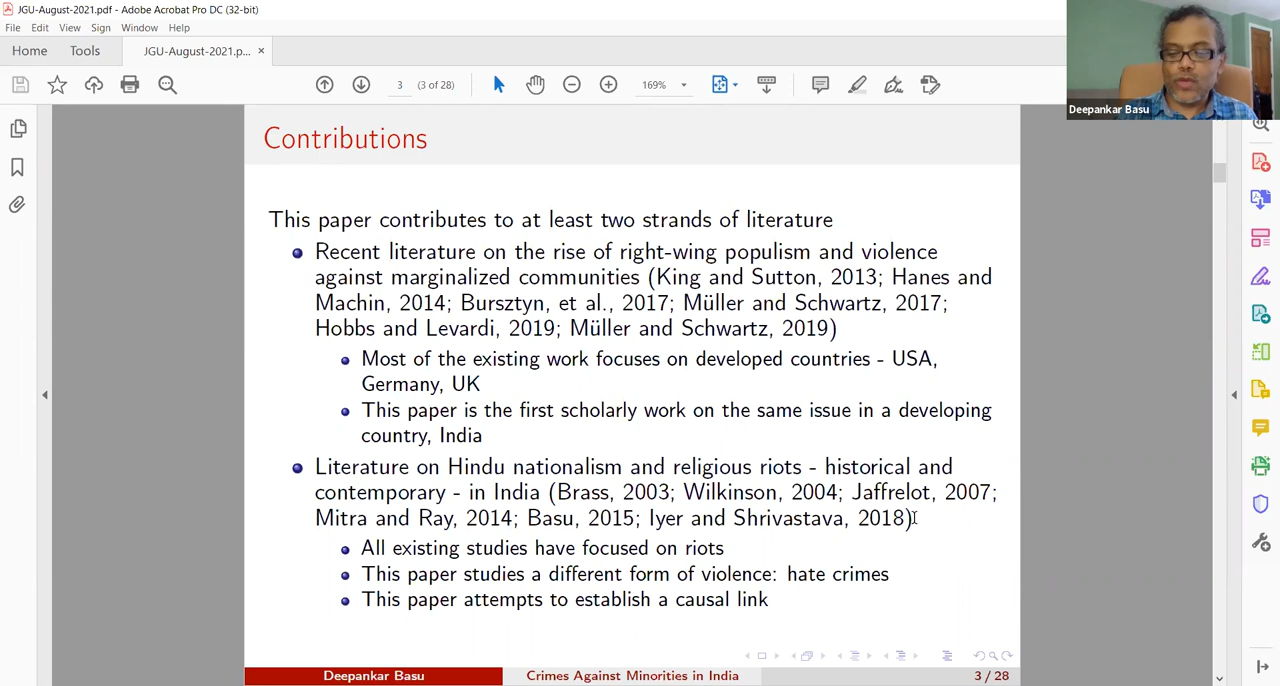 JGU-August-2021.pdf - Adobe Acrobat Pro DC (32-bit)
File Edit View Sign Window Help
Home Tools JGU-August-2021.p... ×
3 (3 of 28) 169%
Deepankar Basu
Contributions
This paper contributes to at least two strands of literature
Recent literature on the rise of right-wing populism and violence
against marginalized communities (King and Sutton, 2013; Hanes and
Machin, 2014; Bursztyn, et al., 2017; Müller and Schwartz, 2017;
Hobbs and Levardi, 2019; Müller and Schwartz, 2019)
Most of the existing work focuses on developed countries - USA,
Germany, UK
This paper is the first scholarly work on the same issue in a developing
country, India
Literature on Hindu nationalism and religious riots - historical and
contemporary - in India (Brass, 2003; Wilkinson, 2004; Jaffrelot, 2007;
Mitra and Ray, 2014; Basu, 2015; Iyer and Shrivastava, 2018)
All existing studies have focused on riots
This paper studies a different form of violence: hate crimes
This paper attempts to establish a causal link
Deepankar Basu Crimes Against Minorities in India 3 / 28